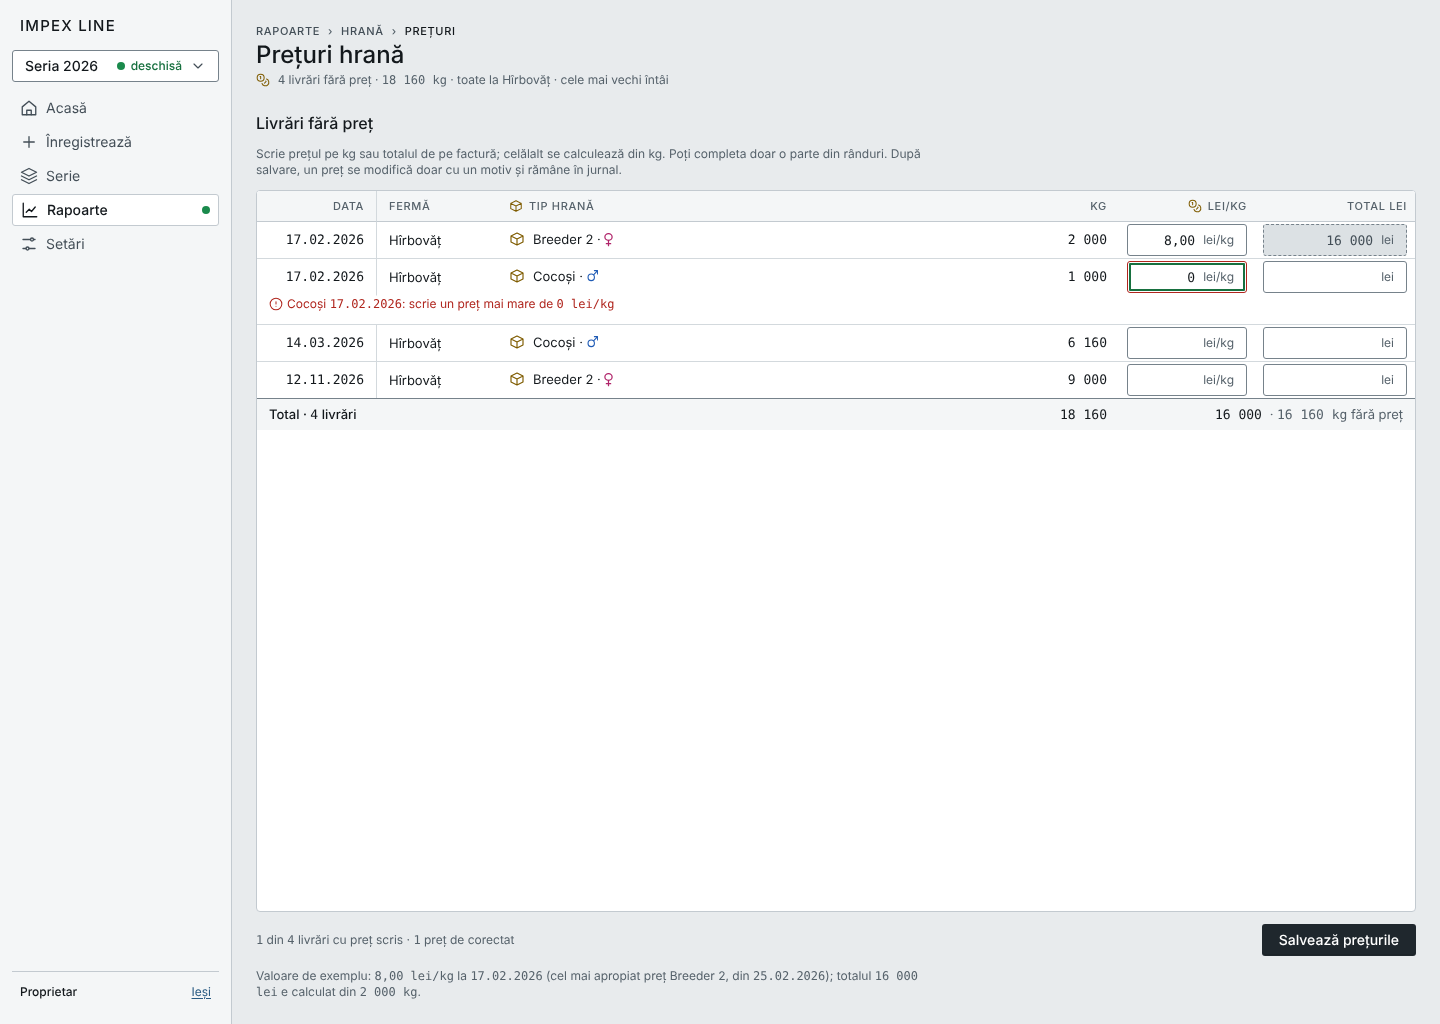 IMPEX LINE
Seria 2026 deschisă
Acasă
Înregistrează
Serie
Rapoarte
Setări
Proprietar Ieși
RAPOARTE › HRANĂ › PREȚURI
Prețuri hrană
4 livrări fără preț · 18 160 kg · toate la Hîrbovăț · cele mai vechi întâi
Livrări fără preț
Scrie prețul pe kg sau totalul de pe factură; celălalt se calculează din kg. Poți completa doar o parte din rânduri. După
salvare, un preț se modifică doar cu un motiv și rămâne în jurnal.
DATA FERMĂ TIP HRANĂ KG LEI/KG TOTAL LEI
17.02.2026 Hîrbovăț Breeder 2 · ♀ 2 000 8,00 lei/kg 16 000 lei
17.02.2026 Hîrbovăț Cocoși · ♂ 1 000 0 lei/kg lei
Cocoși 17.02.2026: scrie un preț mai mare de 0 lei/kg
14.03.2026 Hîrbovăț Cocoși · ♂ 6 160 lei/kg lei
12.11.2026 Hîrbovăț Breeder 2 · ♀ 9 000 lei/kg lei
Total · 4 livrări 18 160 16 000 · 16 160 kg fără preț
1 din 4 livrări cu preț scris · 1 preț de corectat
Salvează prețurile
Valoare de exemplu: 8,00 lei/kg la 17.02.2026 (cel mai apropiat preț Breeder 2, din 25.02.2026); totalul 16 000
lei e calculat din 2 000 kg.